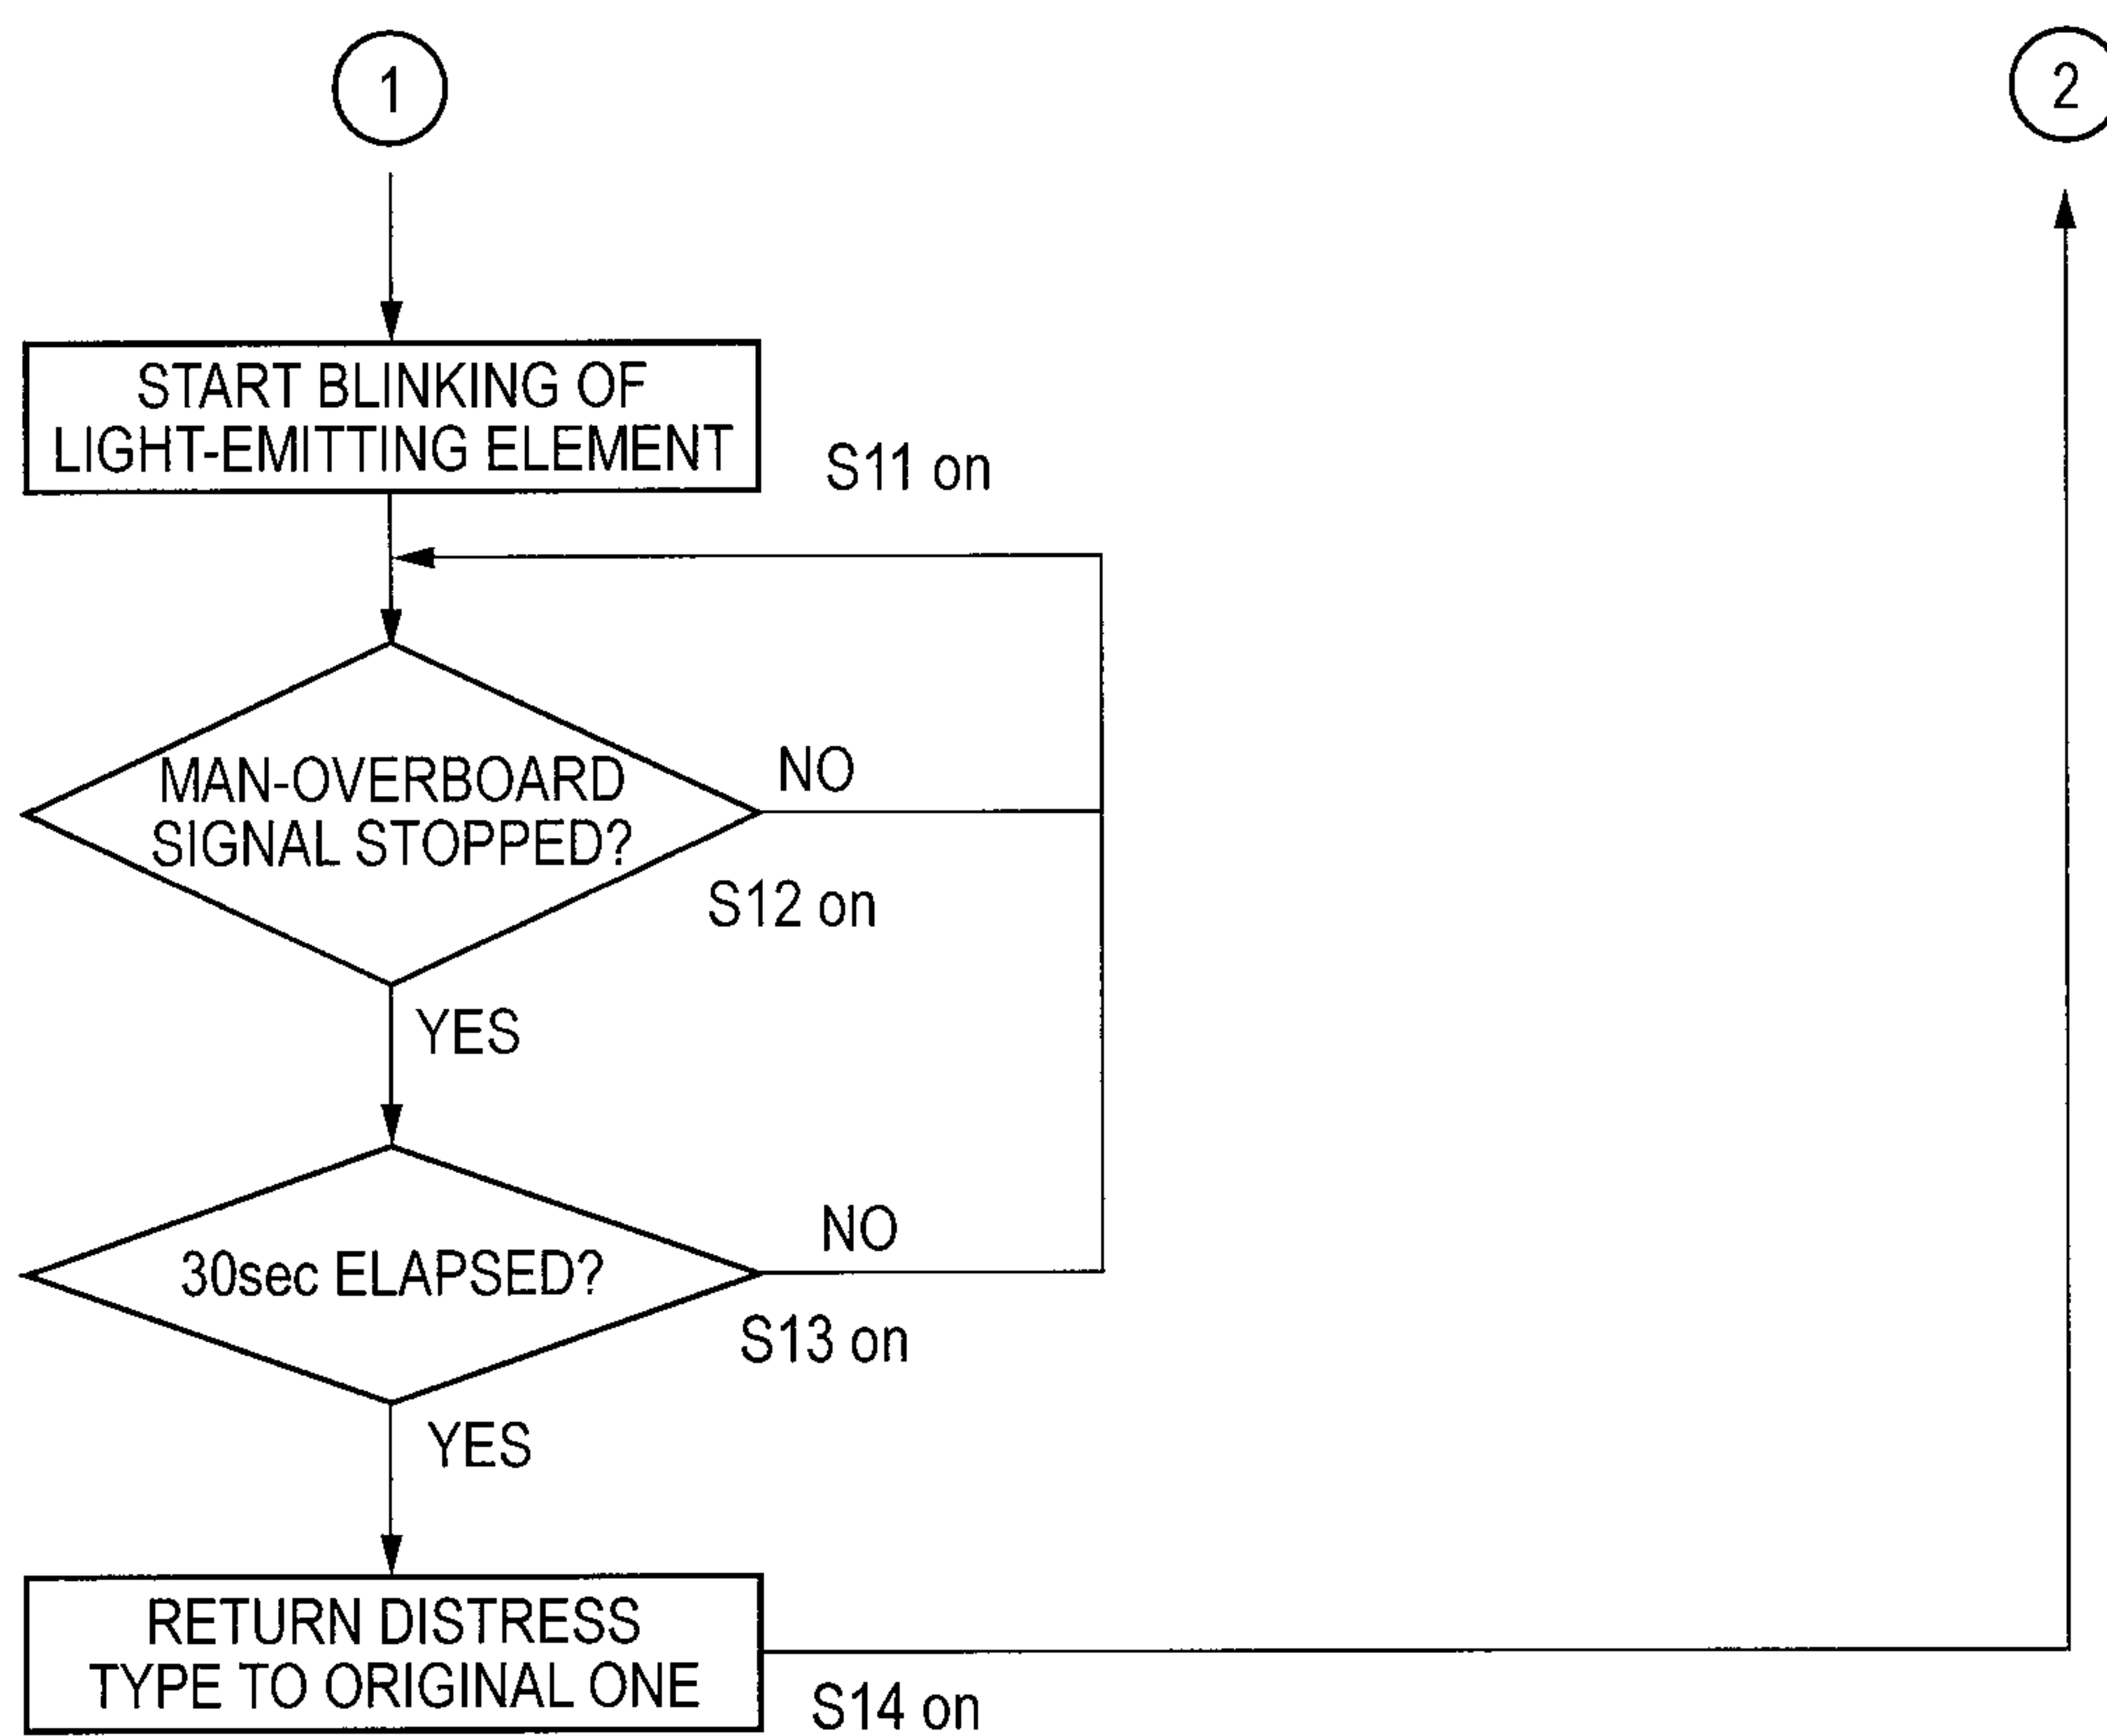 1
2
START BLINKING OF
LIGHT-EMITTING ELEMENT
S11 on
MAN-OVERBOARD
SIGNAL STOPPED?
NO
S12 on
YES
30sec ELAPSED?
NO
S13 on
YES
RETURN DISTRESS
TYPE TO ORIGINAL ONE
S14 on